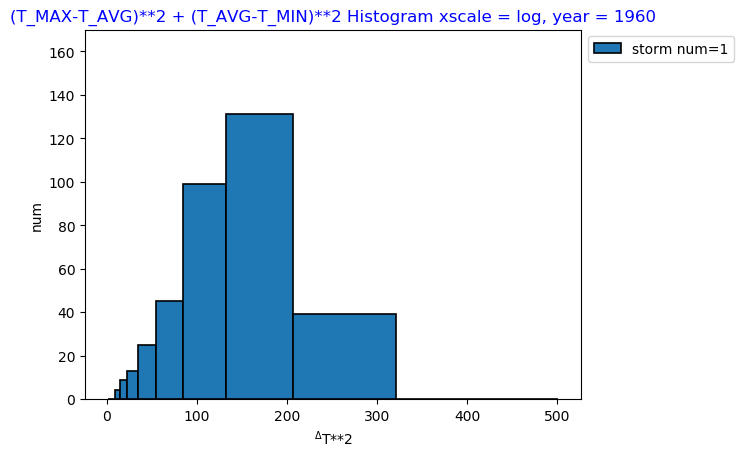 (T_MAX-T_AVG)**2 + (T_AVG-T_MIN)**2 Histogram xscale = log, year = 1960
storm num=1
160
140
120
100
80
60
40
20
0
num
0 100 200 300 400 500
ΔT**2